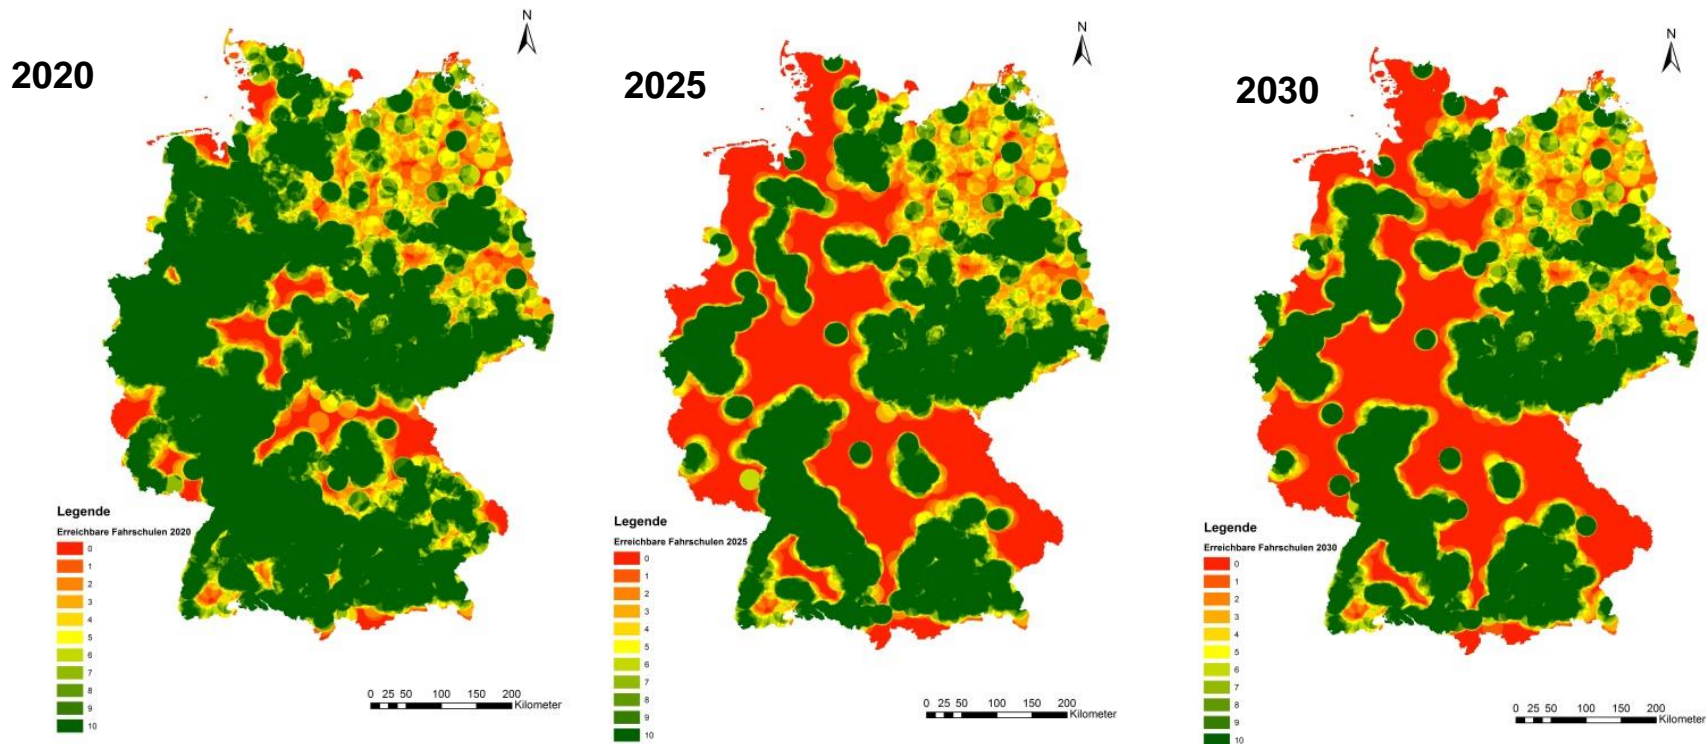 2020
N
Legende
Erreichbare Fahrschulen 2020
0
1
2
3
4
5
6
7
8
9
10
0 25 50 100 150 200
Kilometer
2025
N
Legende
Erreichbare Fahrschulen 2025
0
1
2
3
4
5
6
7
8
9
10
0 25 50 100 150 200
Kilometer
2030
N
Legende
Erreichbare Fahrschulen 2030
0
1
2
3
4
5
6
7
8
9
10
0 25 50 100 150 200
Kilometer